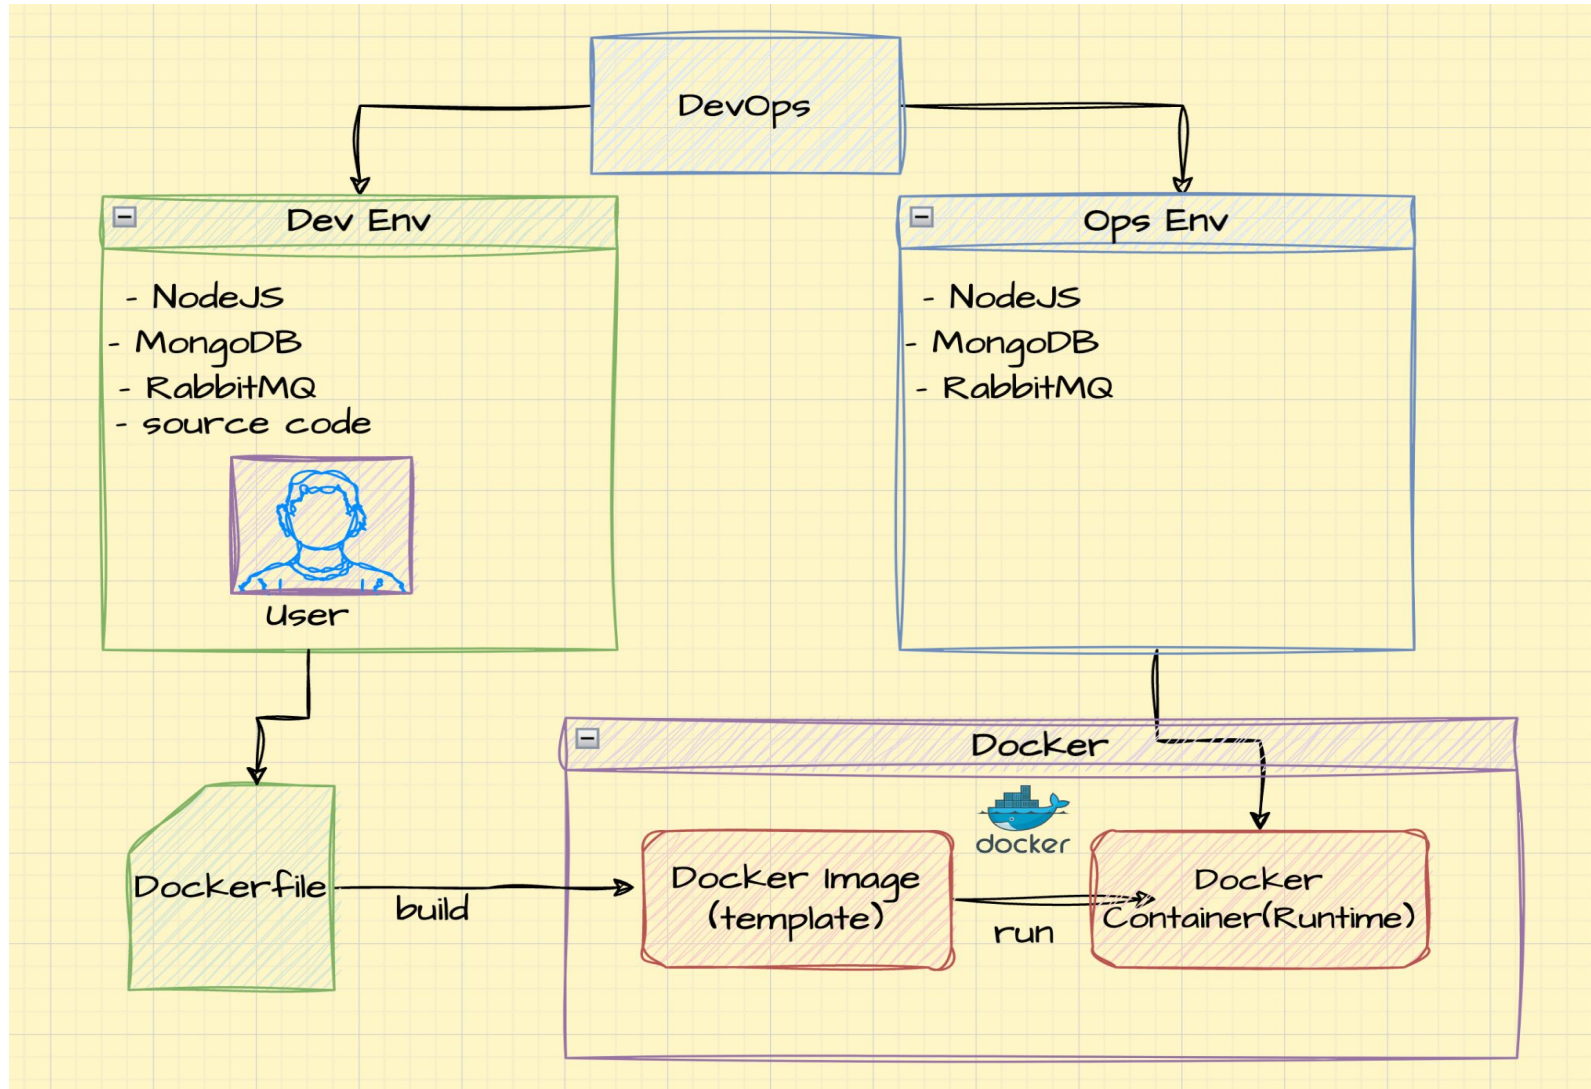 DevOps
Dev Env
- NodeJS
- MongoDB
- RabbitMQ
- source code
User
Ops Env
- NodeJS
- MongoDB
- RabbitMQ
Docker
docker
Dockerfile
build
Docker Image
(template)
run
Docker
Container(Runtime)